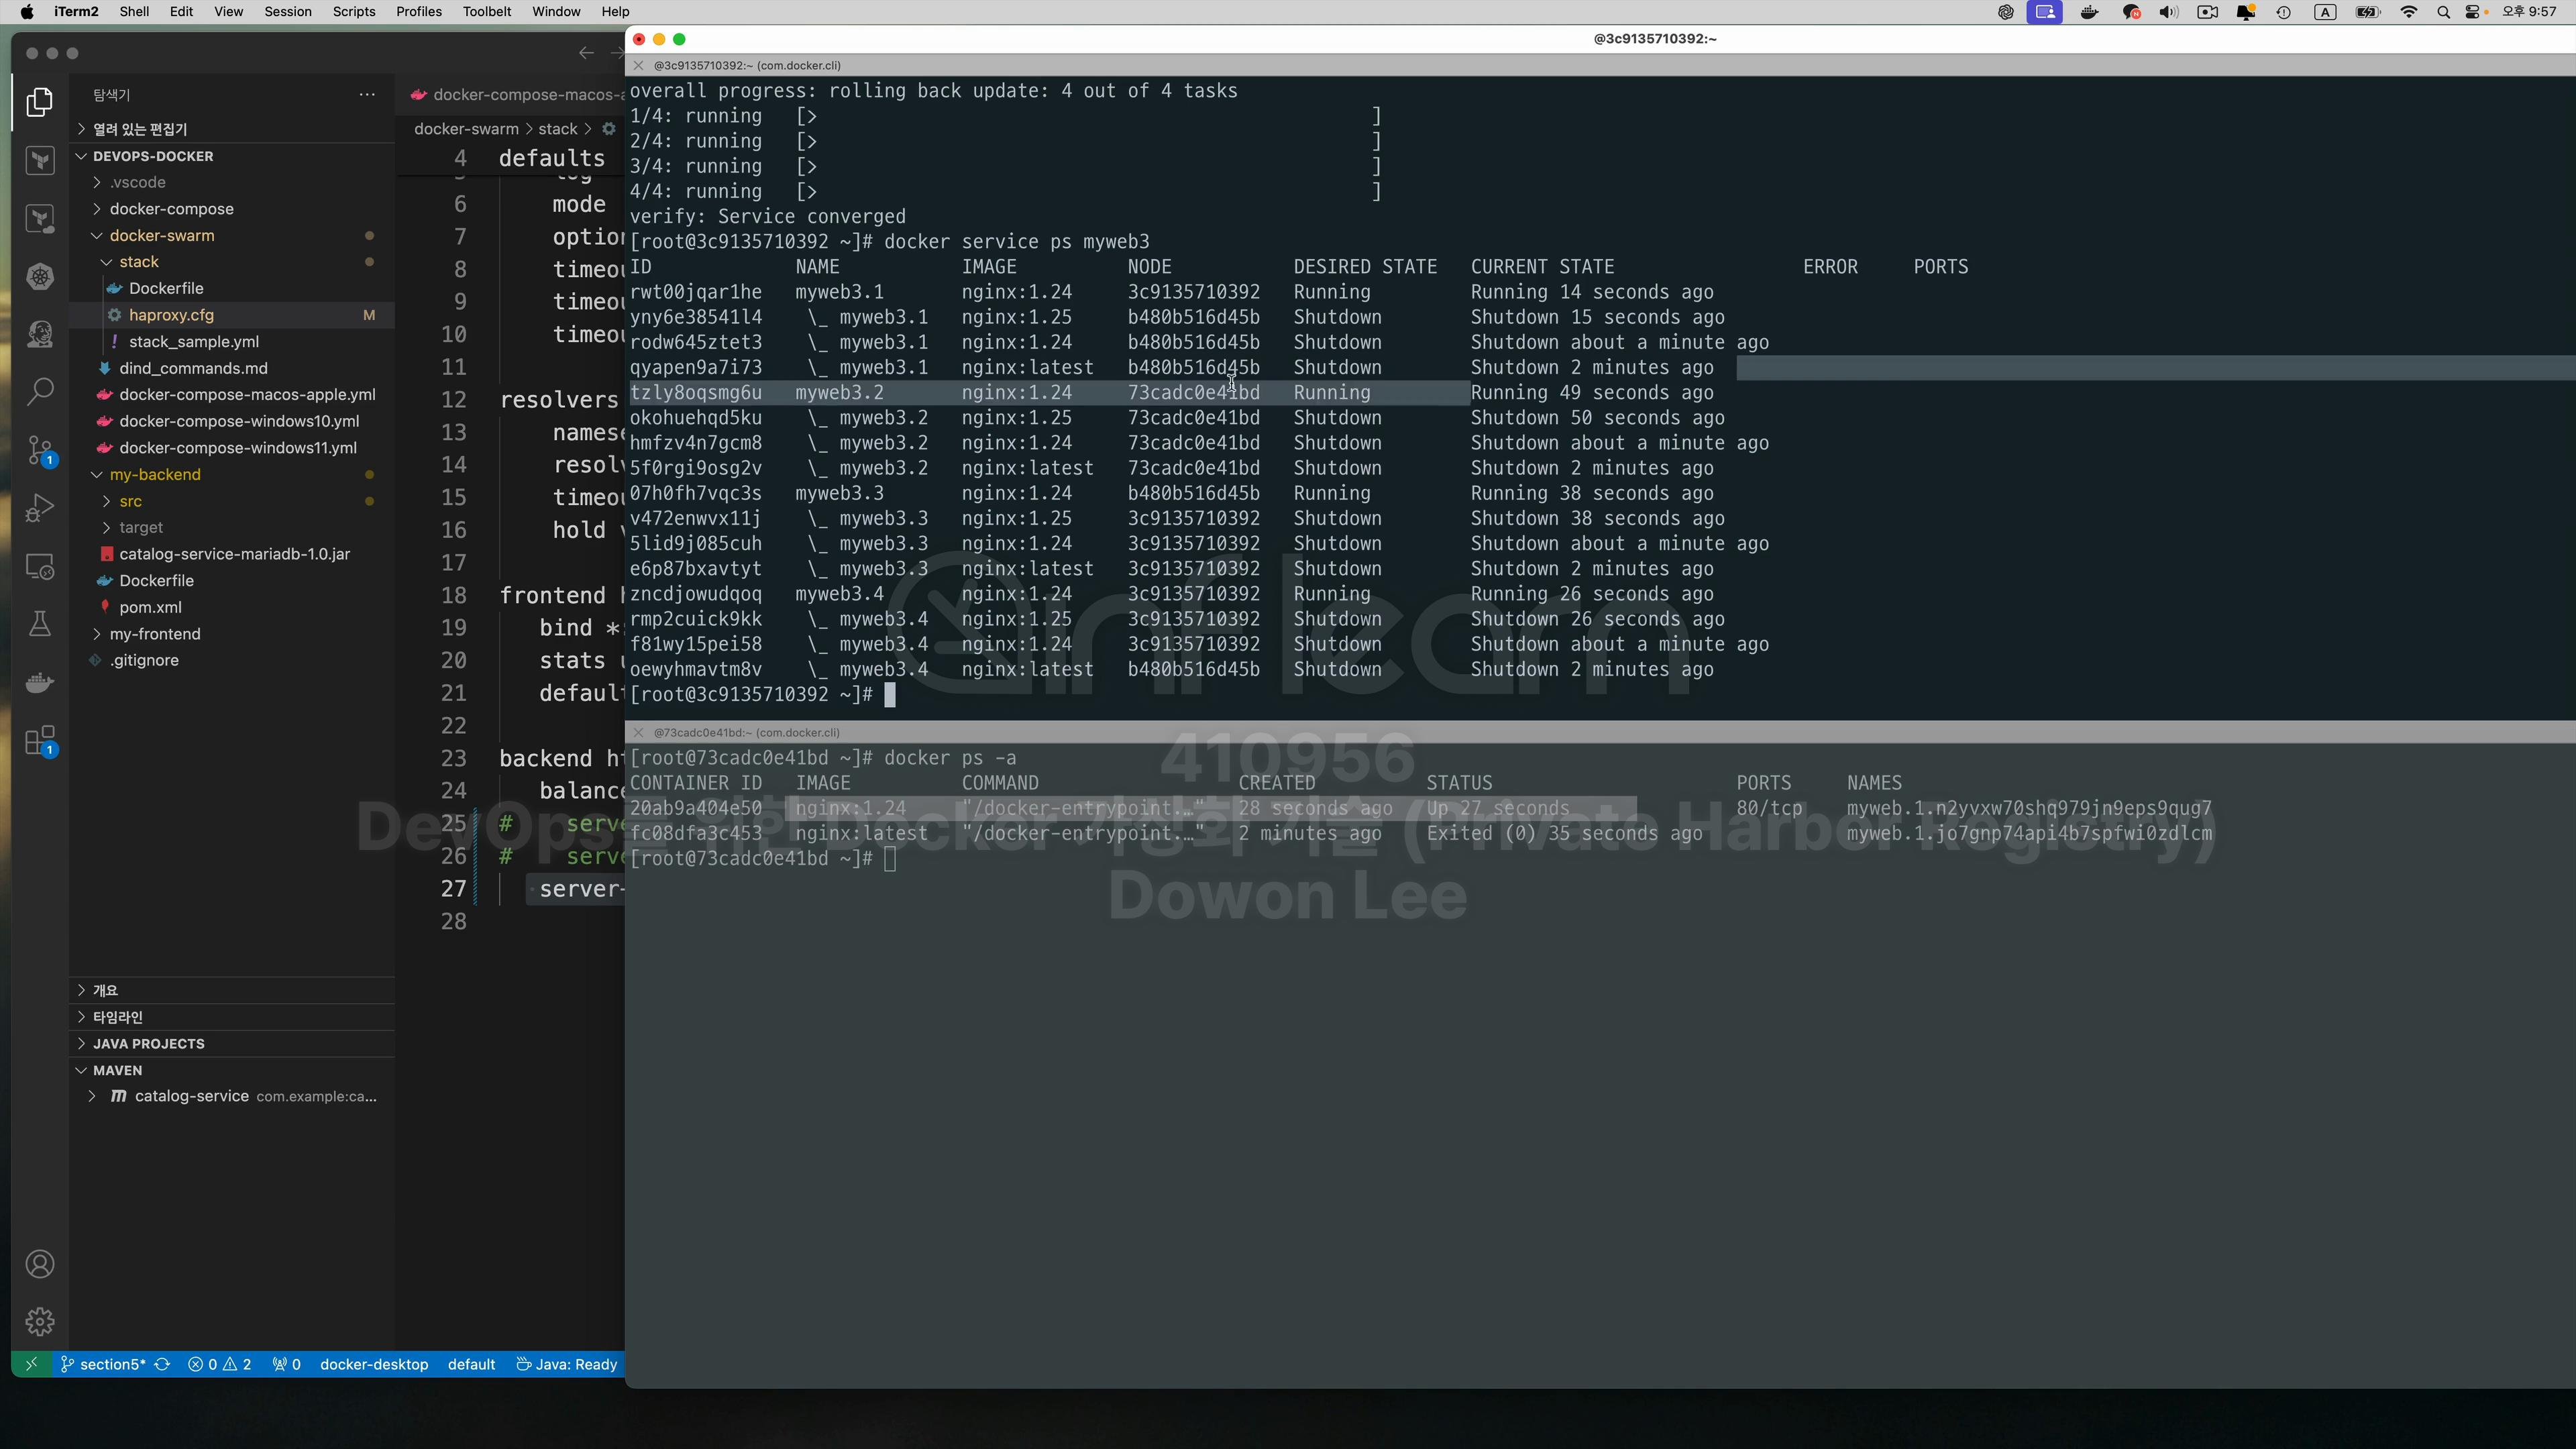 iTerm2 Shell Edit View Session Scripts Profiles Toolbelt Window Help
A 오후 9:57
탐색기
열려 있는 편집기
DEVOPS-DOCKER
.vscode
docker-compose
docker-swarm
stack
Dockerfile
haproxy.cfg M
stack_sample.yml
dind_commands.md
docker-compose-macos-apple.yml
docker-compose-windows10.yml
docker-compose-windows11.yml
my-backend
src
target
catalog-service-mariadb-1.0.jar
Dockerfile
pom.xml
my-frontend
.gitignore
1
1
개요
타임라인
JAVA PROJECTS
MAVEN
catalog-service com.example:ca...
section5* 0 2 0 docker-desktop default Java: Ready
docker-compose-macos-a
docker-swarm > stack >
4 defaults
6 mode
7 option
8
9
10
11
12 resolvers
13
14
15
16 hold
17
18 frontend
19 bind
20 stats
21
22
23 backend
24
25 #
26 #
27 server-
28
@3c9135710392:~
@3c9135710392:~ (com.docker.cli)
overall progress: rolling back update: 4 out of 4 tasks
1/4: running [> ]
2/4: running [> ]
3/4: running [> ]
4/4: running [> ]
verify: Service converged
[root@3c9135710392 ~]# docker service ps myweb3
ID NAME IMAGE NODE DESIRED STATE CURRENT STATE ERROR PORTS
rwt00jqar1he myweb3.1 nginx:1.24 3c9135710392 Running Running 14 seconds ago
yny6e38541l4 \_ myweb3.1 nginx:1.25 b480b516d45b Shutdown Shutdown 15 seconds ago
rodw645ztet3 \_ myweb3.1 nginx:1.24 b480b516d45b Shutdown Shutdown about a minute ago
qyapen9a7i73 \_ myweb3.1 nginx:latest b480b516d45b Shutdown Shutdown 2 minutes ago
tzly8oqsmg6u myweb3.2 nginx:1.24 73cadc0e41bd Running Running 49 seconds ago
okohuehqd5ku \_ myweb3.2 nginx:1.25 73cadc0e41bd Shutdown Shutdown 50 seconds ago
hmfzv4n7gcm8 \_ myweb3.2 nginx:1.24 73cadc0e41bd Shutdown Shutdown about a minute ago
5f0rgi9osg2v \_ myweb3.2 nginx:latest 73cadc0e41bd Shutdown Shutdown 2 minutes ago
07h0fh7vqc3s myweb3.3 nginx:1.24 b480b516d45b Running Running 38 seconds ago
v472enwvx11j \_ myweb3.3 nginx:1.25 3c9135710392 Shutdown Shutdown 38 seconds ago
5lid9j085cuh \_ myweb3.3 nginx:1.24 3c9135710392 Shutdown Shutdown about a minute ago
e6p87bxavtyt \_ myweb3.3 nginx:latest 3c9135710392 Shutdown Shutdown 2 minutes ago
zncdjowudqoq myweb3.4 nginx:1.24 3c9135710392 Running Running 26 seconds ago
rmp2cuick9kk \_ myweb3.4 nginx:1.25 3c9135710392 Shutdown Shutdown 26 seconds ago
f81wy15pei58 \_ myweb3.4 nginx:1.24 3c9135710392 Shutdown Shutdown about a minute ago
oewyhmavtm8v \_ myweb3.4 nginx:latest b480b516d45b Shutdown Shutdown 2 minutes ago
[root@3c9135710392 ~]#
@73cadc0e41bd:~ (com.docker.cli)
[root@73cadc0e41bd ~]# docker ps -a
CONTAINER ID IMAGE COMMAND CREATED STATUS PORTS NAMES
20ab9a404e50 nginx:1.24 "/docker-entrypoint.…" 28 seconds ago Up 27 seconds 80/tcp myweb.1.n2yvxw70shq979jn9eps9qug7
fc08dfa3c453 nginx:latest "/docker-entrypoint.…" 2 minutes ago Exited (0) 35 seconds ago myweb.1.jo7gnp74api4b7spfwi0zdlcm
[root@73cadc0e41bd ~]#
inflearn
410956
DevOps를 위한 Docker 가상화 기술 (Private Harbor Registry)
Dowon Lee